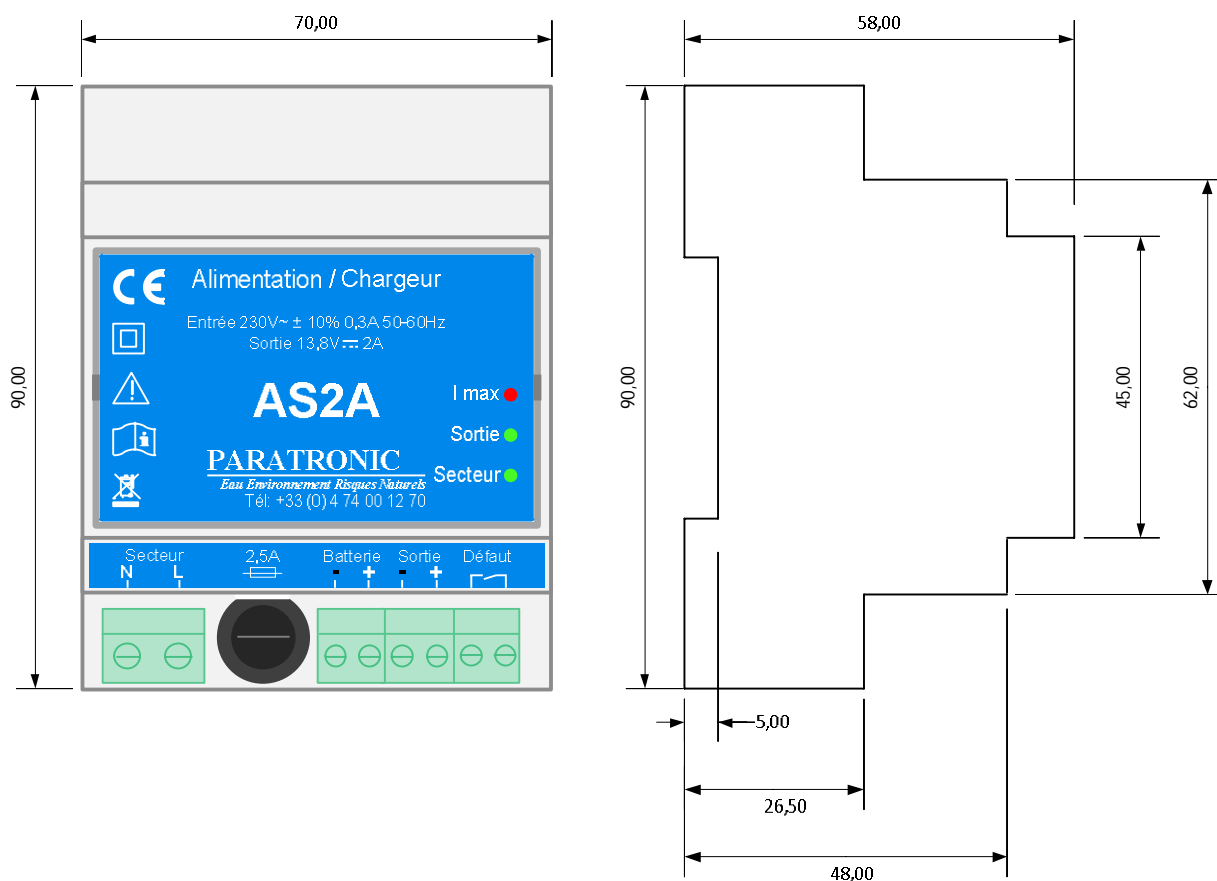 70,00
58,00
90,00
CE
Alimentation / Chargeur
Entrée 230V~ ± 10% 0,3A 50-60Hz
Sortie 13,8V⎓ 2A
AS2A
I max
Sortie
Secteur
PARATRONIC
Eau Environnement Risques Naturels
Tél: +33 (0) 4 74 00 12 70
Secteur 2,5A Batterie Sortie Défaut
N L - + - +
90,00
45,00
62,00
5,00
26,50
48,00